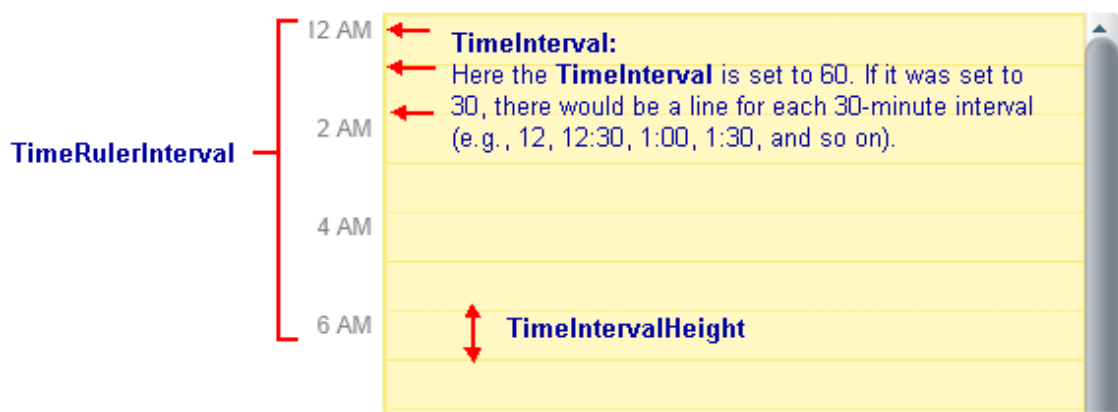 12 AM
TimeInterval:
Here the TimeInterval is set to 60. If it was set to
30, there would be a line for each 30-minute interval
(e.g., 12, 12:30, 1:00, 1:30, and so on).
2 AM
TimeRulerInterval
4 AM
6 AM
TimeIntervalHeight